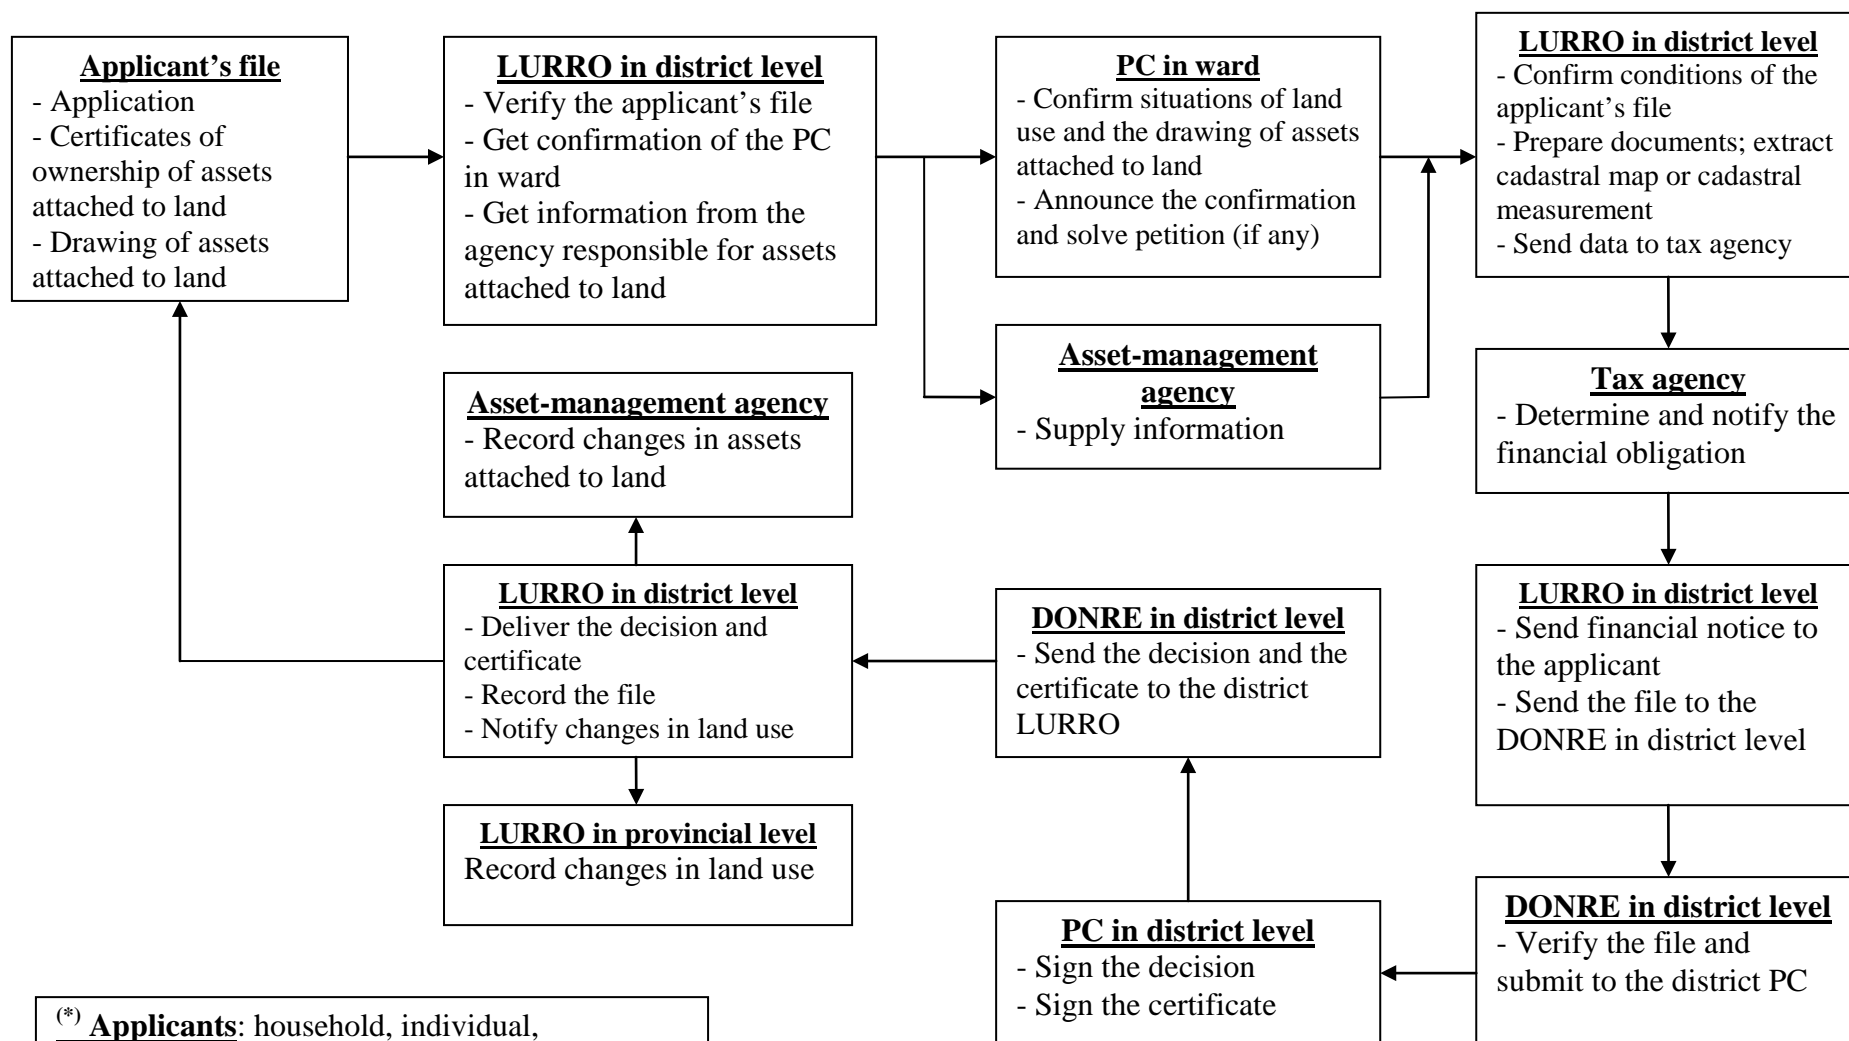 Applicant’s file
- Application
- Certificates of
ownership of assets
attached to land
- Drawing of assets
attached to land
LURRO in district level
- Verify the applicant’s file
- Get confirmation of the PC
in ward
- Get information from the
agency responsible for assets
attached to land
PC in ward
- Confirm situations of land
use and the drawing of assets
attached to land
- Announce the confirmation
and solve petition (if any)
LURRO in district level
- Confirm conditions of the
applicant’s file
- Prepare documents; extract
cadastral map or cadastral
measurement
- Send data to tax agency
Asset-management
agency
- Supply information
Tax agency
- Determine and notify the
financial obligation
Asset-management agency
- Record changes in assets
attached to land
LURRO in district level
- Deliver the decision and
certificate
- Record the file
- Notify changes in land use
DONRE in district level
- Send the decision and the
certificate to the district
LURRO
LURRO in district level
- Send financial notice to
the applicant
- Send the file to the
DONRE in district level
LURRO in provincial level
Record changes in land use
PC in district level
- Sign the decision
- Sign the certificate
DONRE in district level
- Verify the file and
submit to the district PC
(*) Applicants: household, individual,